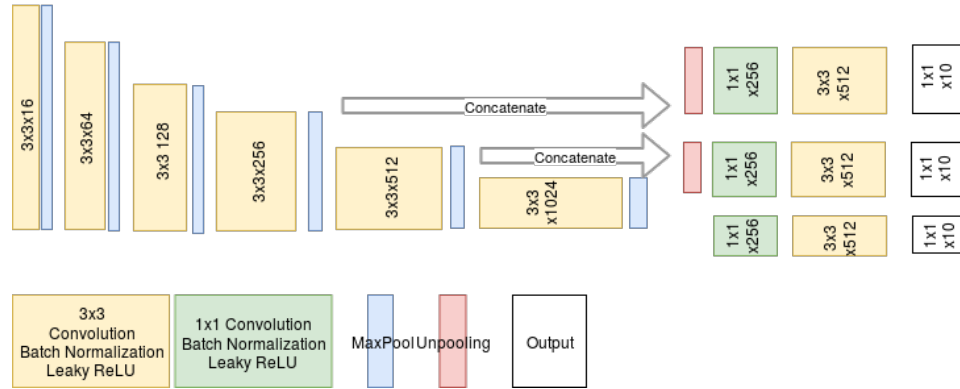 3x3x16
3x3x64
3x3 128
3x3x256
3x3x512
3x3
x1024
Concatenate
Concatenate
1x1
x256
3x3
x512
1x1
x10
1x1
x256
3x3
x512
1x1
x10
1x1
x256
3x3
x512
1x1
x10
3x3
Convolution
Batch Normalization
Leaky ReLU
1x1 Convolution
Batch Normalization
Leaky ReLU
MaxPool
Unpooling
Output